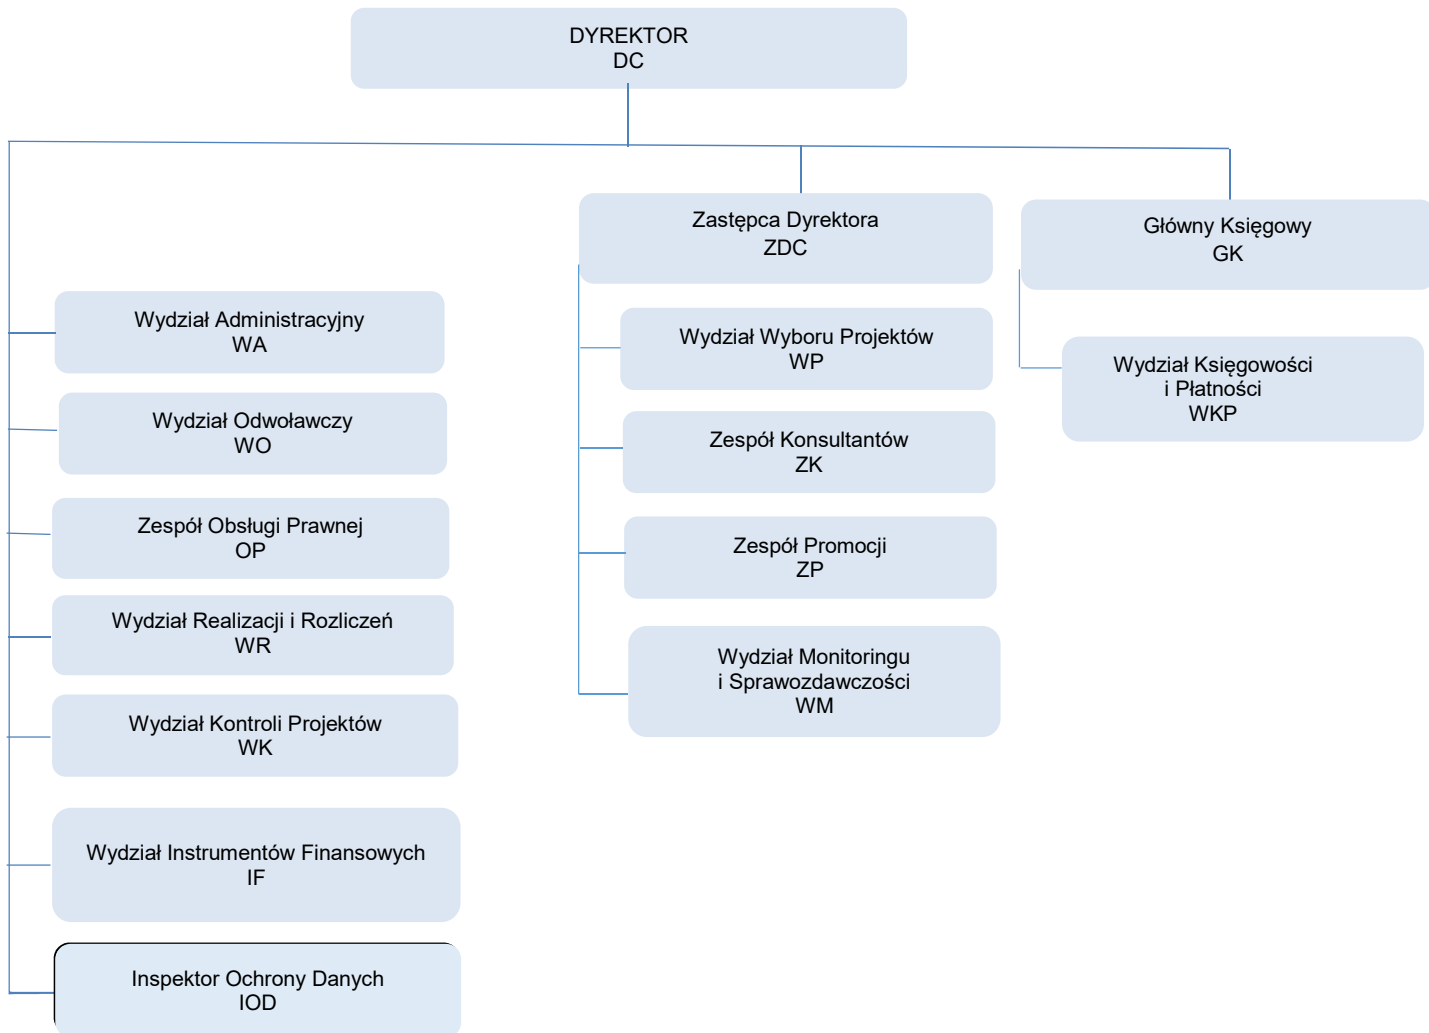 DYREKTOR
DC
Zastępca Dyrektora
ZDC
Główny Księgowy
GK
Wydział Administracyjny
WA
Wydział Odwoławczy
WO
Zespół Obsługi Prawnej
OP
Wydział Realizacji i Rozliczeń
WR
Wydział Kontroli Projektów
WK
Wydział Instrumentów Finansowych
IF
Inspektor Ochrony Danych
IOD
Wydział Wyboru Projektów
WP
Zespół Konsultantów
ZK
Zespół Promocji
ZP
Wydział Monitoringu
i Sprawozdawczości
WM
Wydział Księgowości
i Płatności
WKP